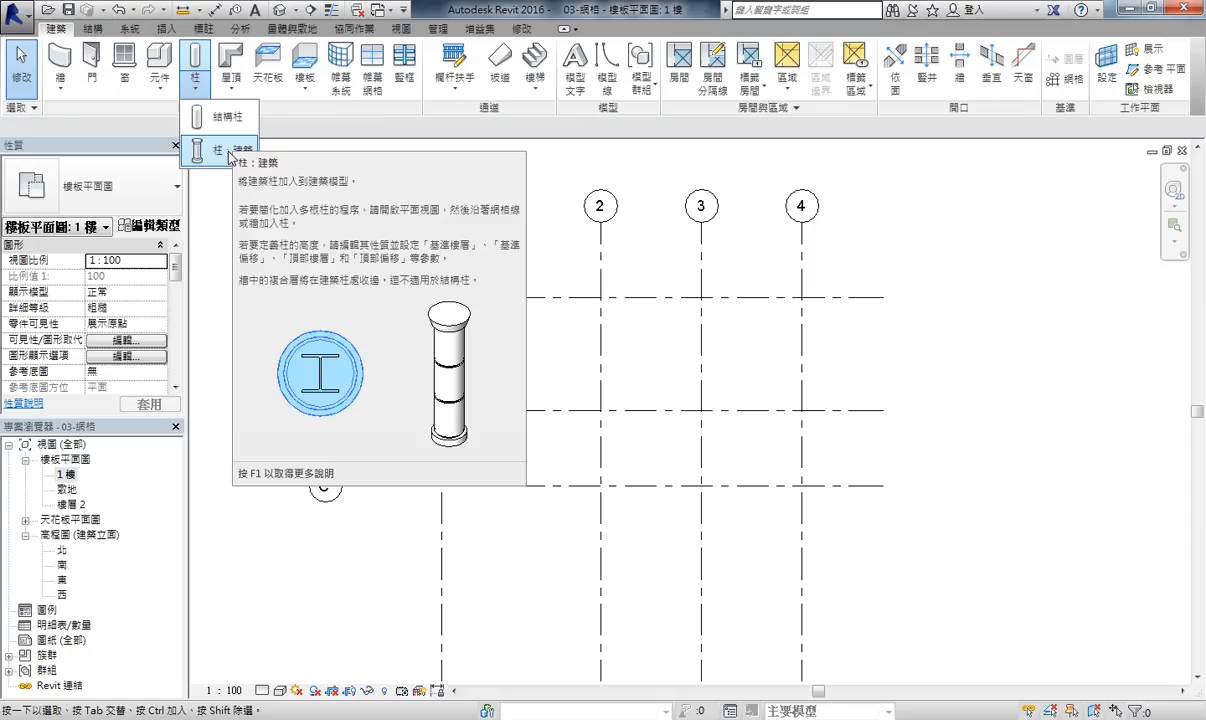 Autodesk Revit 2016 - 03-網格 - 樓板平面圖: 1 樓
鍵入關鍵字或片語
登入
建築 結構 系統 插入 標註 分析 量體與敷地 協同作業 視圖 管理 增益集 修改
修改 牆 門 窗 元件 柱 屋頂 天花板 樓板 帷幕系統 帷幕網格 豎框 欄杆扶手 坡道 樓梯 模型文字 模型線 模型群組 房間 房間分隔線 標籤房間 區域 區域邊界 標籤區域 依面 豎井 牆 垂直 天窗 樓層 網格 設定 展示 參考 平面 檢視器
選取 通道 模型 房間與區域 開口 基準 工作平面
結構柱
柱：建築
性質
樓板平面圖
樓板平面圖: 1 樓 編輯類型
圖形
視圖比例 1 : 100
比例值 1: 100
顯示模型 正常
詳細等級 粗糙
零件可見性 展示原點
可見性/圖形取代 編輯...
圖形顯示選項 編輯...
參考底圖 無
參考底圖方位 平面
性質說明 套用
柱：建築
將建築柱加入到建築模型。
若要簡化加入多根柱的程序，請開啟平面視圖，然後沿著網格線
或牆加入柱。
若要定義柱的高度，請編輯其性質並設定「基準樓層」、「基準
偏移」、「頂部樓層」和「頂部偏移」等參數。
牆中的複合層將在建築柱處收邊，這不適用於結構柱。
按 F1 以取得更多說明
2 3 4
C
專案瀏覽器 - 03-網格
視圖 (全部)
樓板平面圖
1 樓
敷地
樓層 2
天花板平面圖
高程圖 (建築立面)
北
南
東
西
圖例
明細表/數量
圖紙 (全部)
族群
群組
Revit 連結
1 : 100
按一下以選取、按 Tab 交替、按 Ctrl 加入、按 Shift 刪除。
:0
主要模型
:0